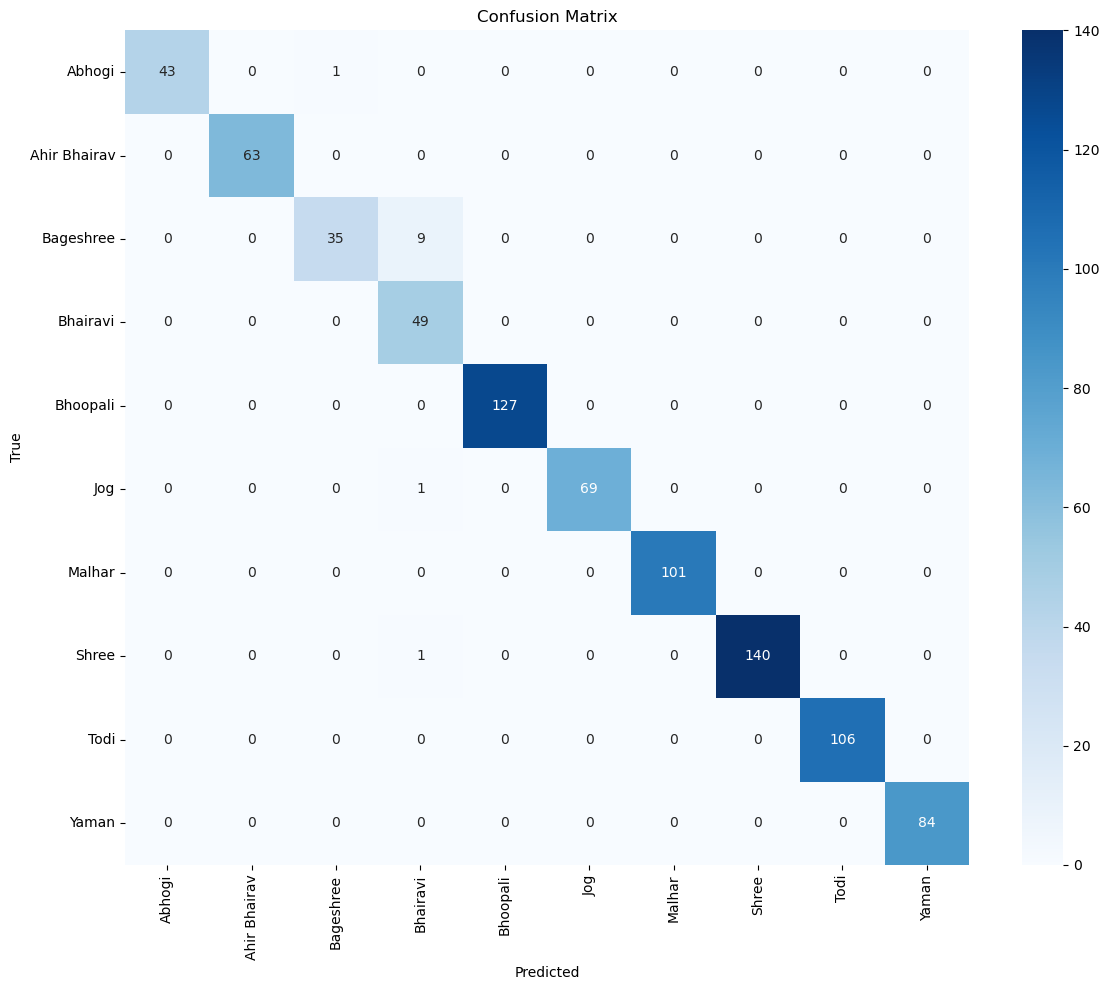 Confusion Matrix
True
Abhogi 43 0 1 0 0 0 0 0 0 0
Ahir Bhairav 0 63 0 0 0 0 0 0 0 0
Bageshree 0 0 35 9 0 0 0 0 0 0
Bhairavi 0 0 0 49 0 0 0 0 0 0
Bhoopali 0 0 0 0 127 0 0 0 0 0
Jog 0 0 0 1 0 69 0 0 0 0
Malhar 0 0 0 0 0 0 101 0 0 0
Shree 0 0 0 1 0 0 0 140 0 0
Todi 0 0 0 0 0 0 0 0 106 0
Yaman 0 0 0 0 0 0 0 0 0 84
Abhogi Ahir Bhairav Bageshree Bhairavi Bhoopali Jog Malhar Shree Todi Yaman
Predicted
140
120
100
80
60
40
20
0